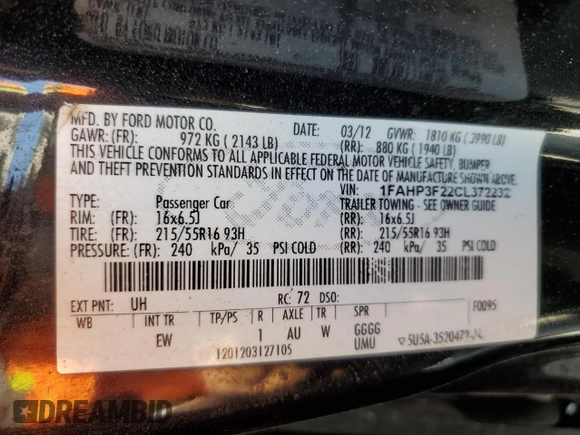 MFD. BY FORD MOTOR CO.
DATE: 03/12 GVWR: 1810 KG ( 3990 LB)
GAWR: (FR): 972 KG ( 2143 LB) (RR): 880 KG ( 1940 LB)
THIS VEHICLE CONFORMS TO ALL APPLICABLE FEDERAL MOTOR VEHICLE SAFETY, BUMPER
AND THEFT PREVENTION STANDARDS IN EFFECT ON THE DATE OF MANUFACTURE SHOWN ABOVE.
VIN: 1FAHP3F22CL372232
TYPE: Passenger Car TRAILER TOWING - SEE OWNER GUIDE
RIM: (FR): 16x6.5J (RR): 16x6.5J
TIRE: (FR): 215/55R16 93H (RR): 215/55R16 93H
PRESSURE: (FR): 240 kPa/ 35 PSI COLD (RR): 240 kPa/ 35 PSI COLD
EXT PNT: UH RC: 72 DSO: F0095
WB INT TR TP/PS R AXLE TR SPR
EW 1 AU W GGGG
UMU
1201203127105 5U5A-3520479-
DREAMBID